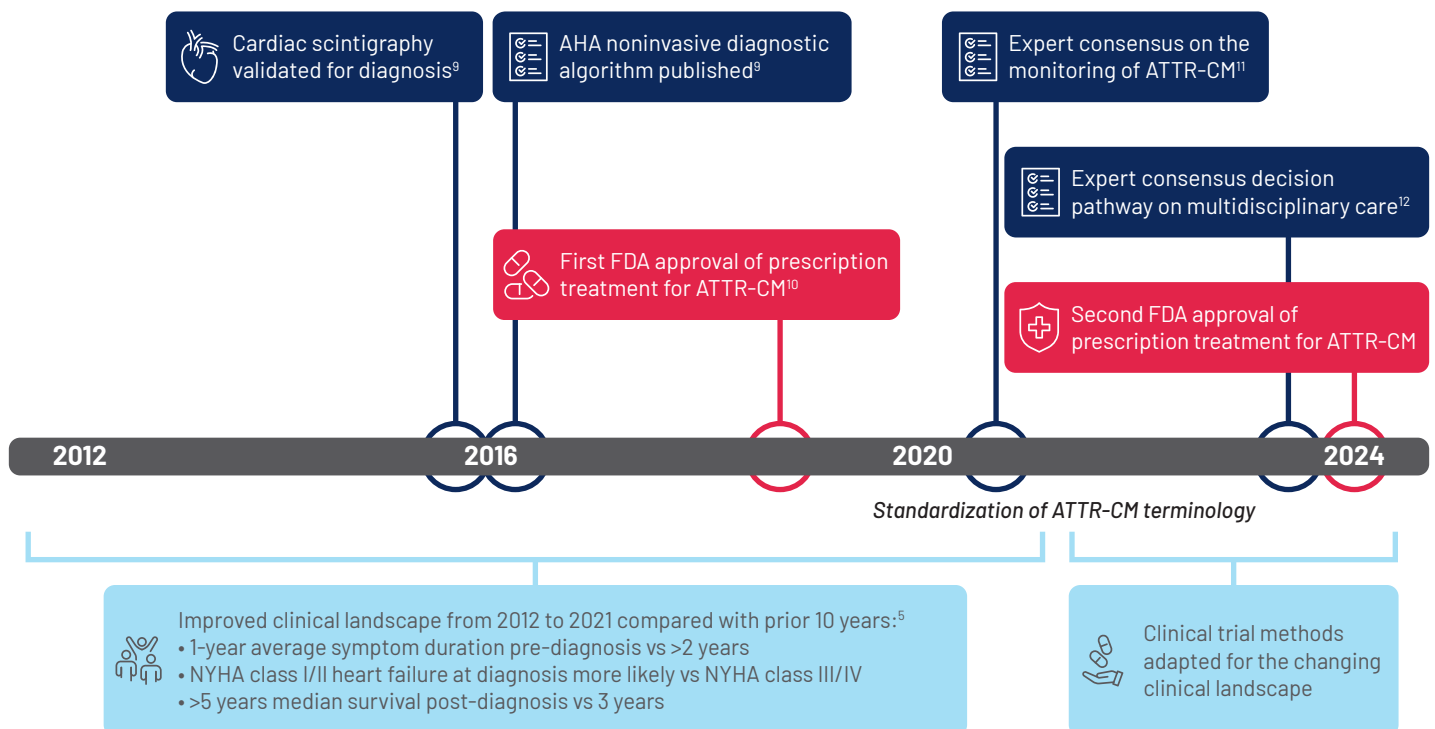 Cardiac scintigraphy
validated for diagnosis⁹
AHA noninvasive diagnostic
algorithm published⁹
Expert consensus on the
monitoring of ATTR-CM¹¹
Expert consensus decision
pathway on multidisciplinary care¹²
First FDA approval of prescription
treatment for ATTR-CM¹⁰
Second FDA approval of
prescription treatment for ATTR-CM
2012
2016
2020
2024
Standardization of ATTR-CM terminology
Improved clinical landscape from 2012 to 2021 compared with prior 10 years:⁵
• 1-year average symptom duration pre-diagnosis vs >2 years
• NYHA class I/II heart failure at diagnosis more likely vs NYHA class III/IV
• >5 years median survival post-diagnosis vs 3 years
Clinical trial methods
adapted for the changing
clinical landscape